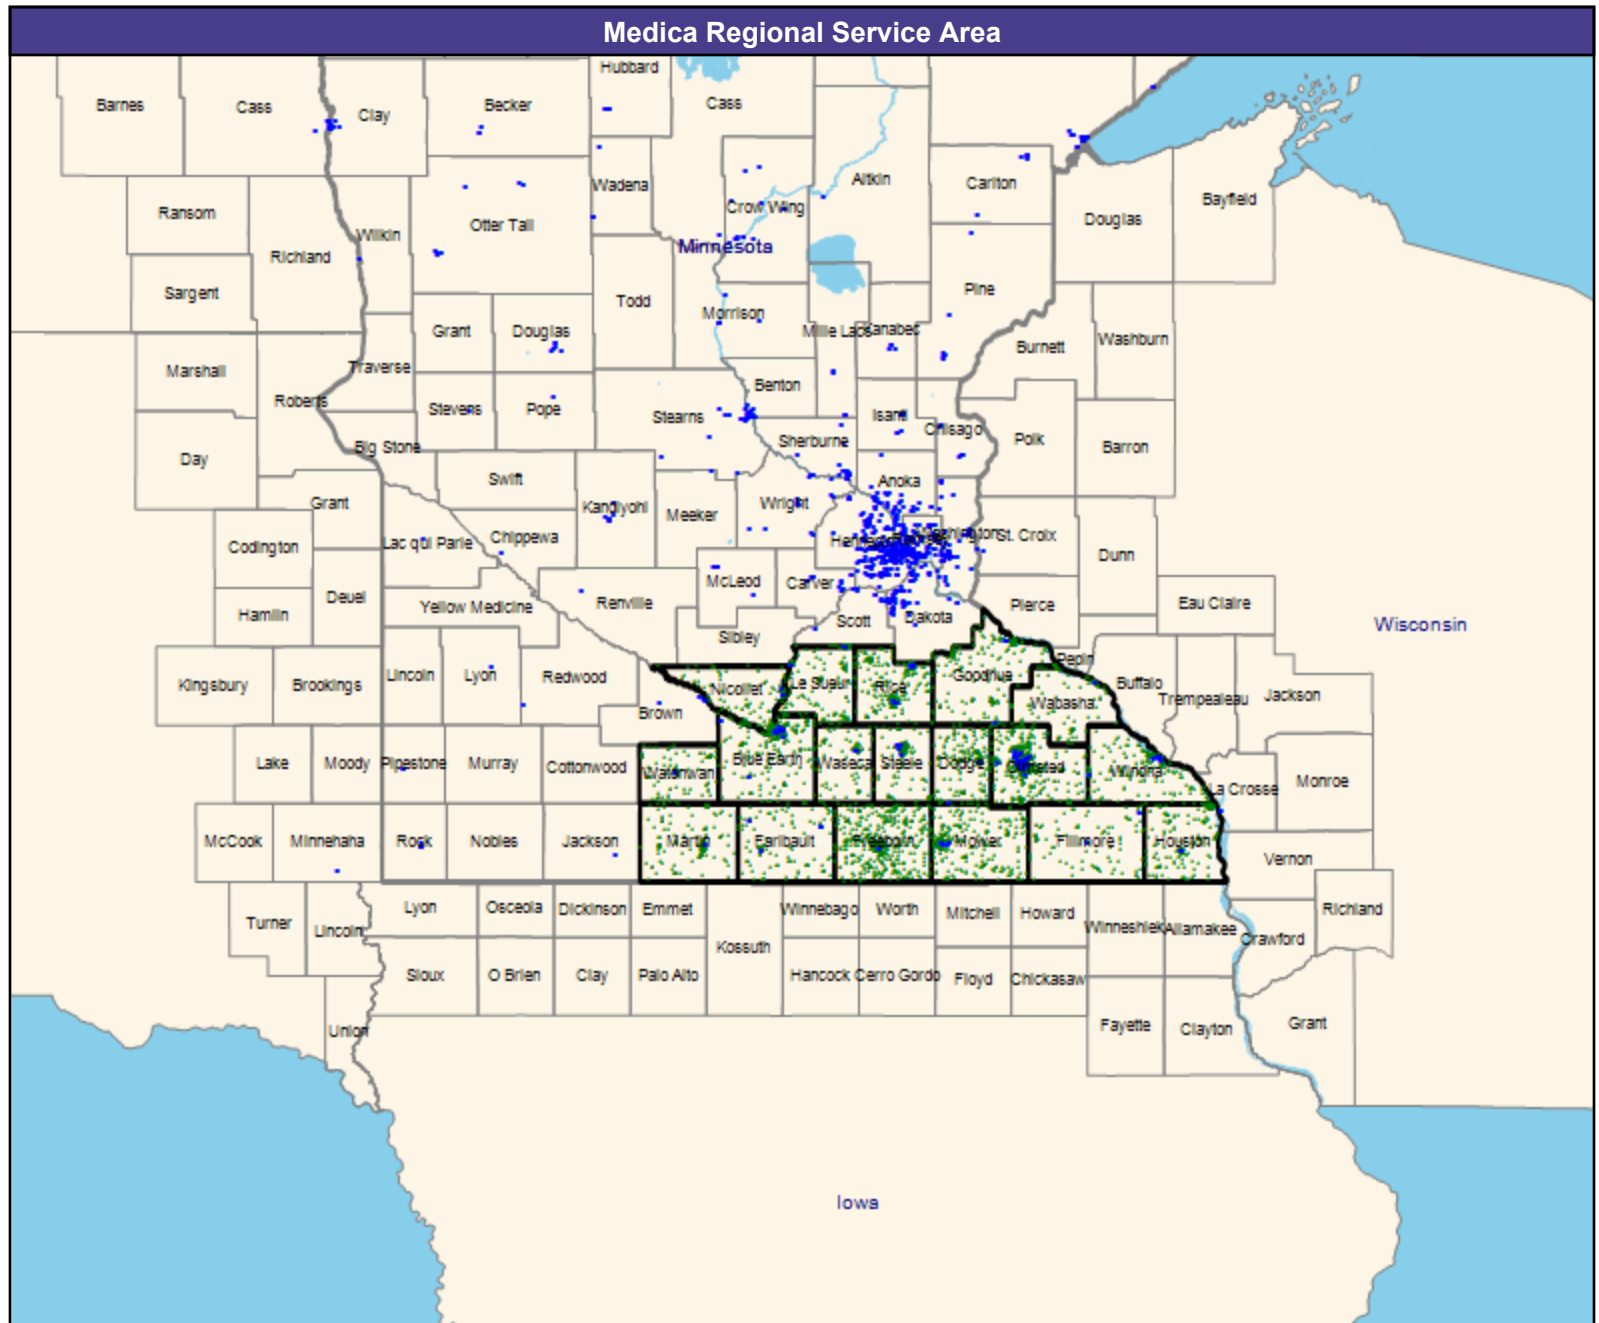 Medica Regional Service Area
Hubbard
Barnes
Cass
Clay
Becker
Cass
Wadena
Aitkin
Carlton
Ransom
Crow Wing
Bayfield
Douglas
Otter Tail
Wilkin
Minnesota
Richland
Sargent
Pine
Todd
Morrison
Grant
Douglas
Mille Lacs
Kanabec
Washburn
Burnett
Marshall
Traverse
Benton
Roberts
Stevens
Pope
Stearns
Isanti
Chisago
Sherburne
Polk
Barron
Big Stone
Day
Swift
Anoka
Grant
Kandiyohi
Meeker
Wright
Codington
Lac qui Parle
Chippewa
Washington
St. Croix
Dunn
McLeod
Carver
Deuel
Yellow Medicine
Renville
Pierce
Eau Claire
Hamlin
Scott
Dakota
Wisconsin
Sibley
Pepin
Kingsbury
Brookings
Lincoln
Lyon
Redwood
Nicollet
Le Sueur
Rice
Goodhue
Buffalo
Trempealeau
Jackson
Brown
Wabasha
Lake
Moody
Pipestone
Murray
Cottonwood
Watonwan
Blue Earth
Waseca
Steele
Dodge
Olmsted
Winona
La Crosse
Monroe
McCook
Minnehaha
Rock
Nobles
Jackson
Martin
Faribault
Freeborn
Mower
Fillmore
Houston
Vernon
Turner
Lincoln
Lyon
Osceola
Dickinson
Emmet
Winnebago
Worth
Mitchell
Howard
Winneshiek
Allamakee
Crawford
Richland
Kossuth
Sioux
O Brien
Clay
Palo Alto
Hancock
Cerro Gordo
Floyd
Chickasaw
Union
Fayette
Clayton
Grant
Iowa